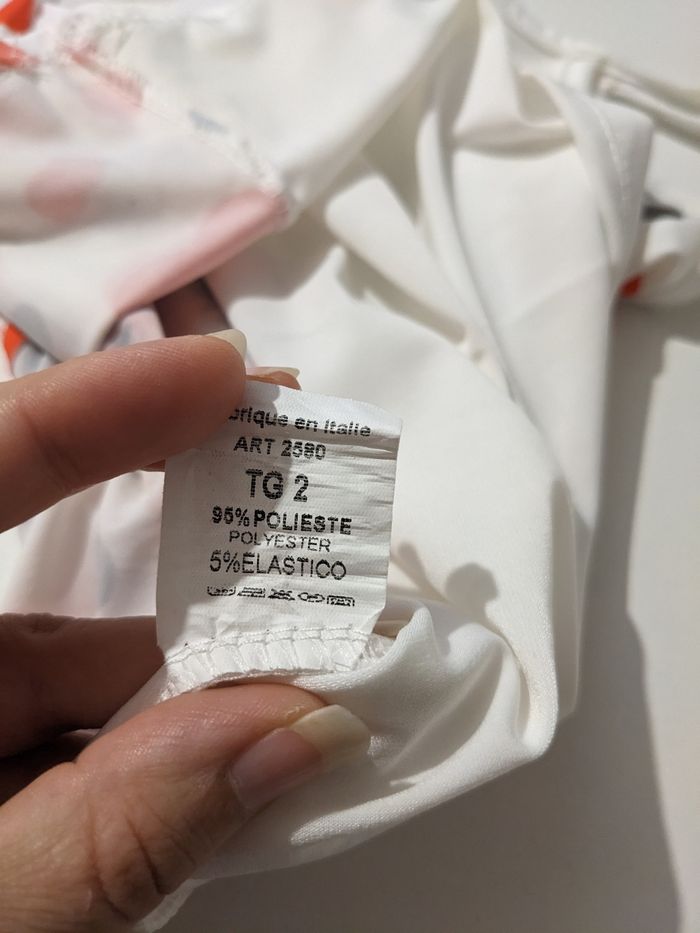 brique en Italie
ART 2580
TG 2
95% POLIESTE
POLYESTER
5%ELASTICO